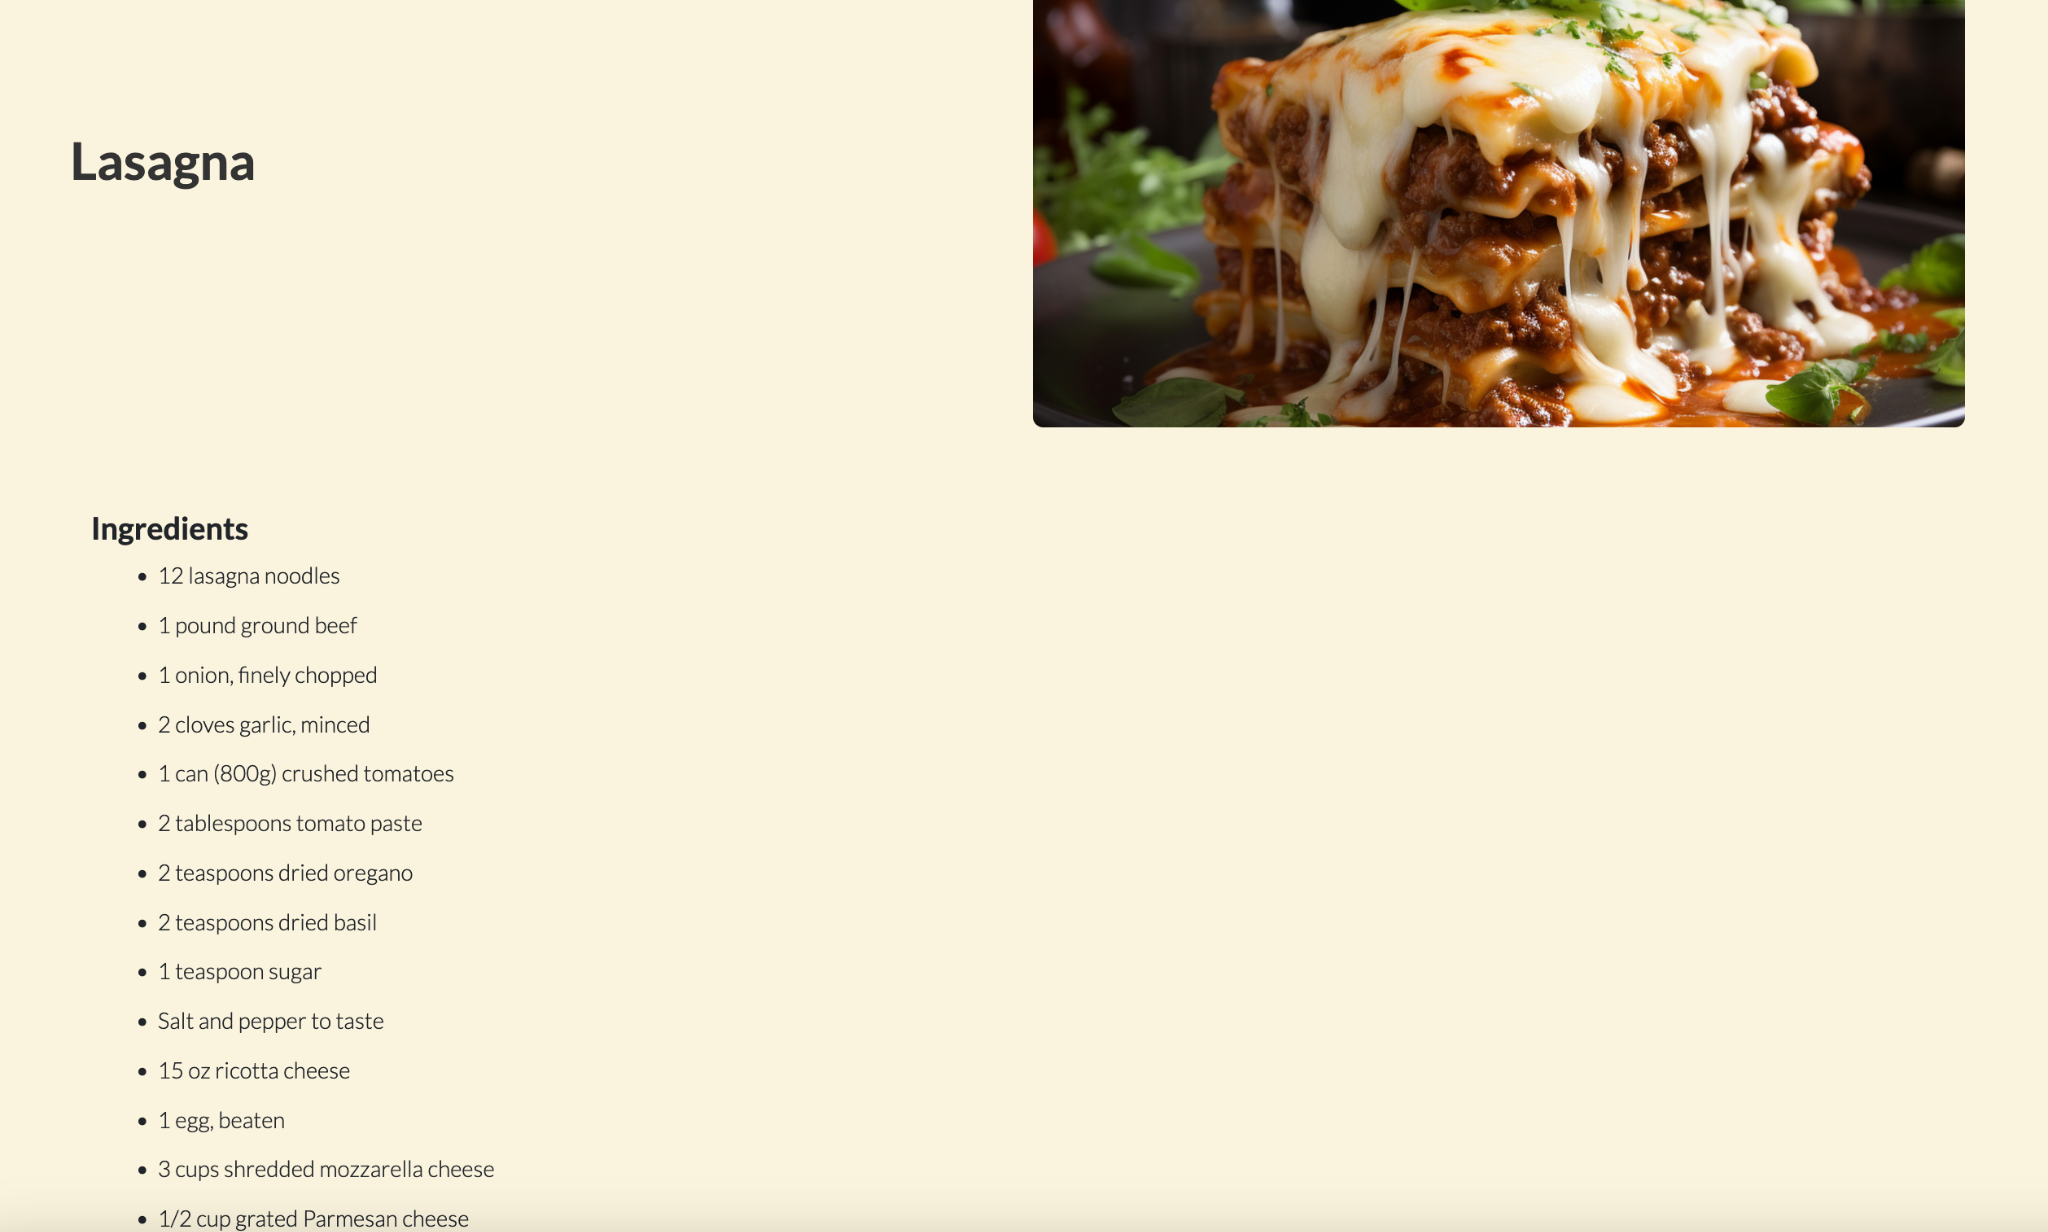 Lasagna
Ingredients
• 12 lasagna noodles
• 1 pound ground beef
• 1 onion, finely chopped
• 2 cloves garlic, minced
• 1 can (800g) crushed tomatoes
• 2 tablespoons tomato paste
• 2 teaspoons dried oregano
• 2 teaspoons dried basil
• 1 teaspoon sugar
• Salt and pepper to taste
• 15 oz ricotta cheese
• 1 egg, beaten
• 3 cups shredded mozzarella cheese
• 1/2 cup grated Parmesan cheese